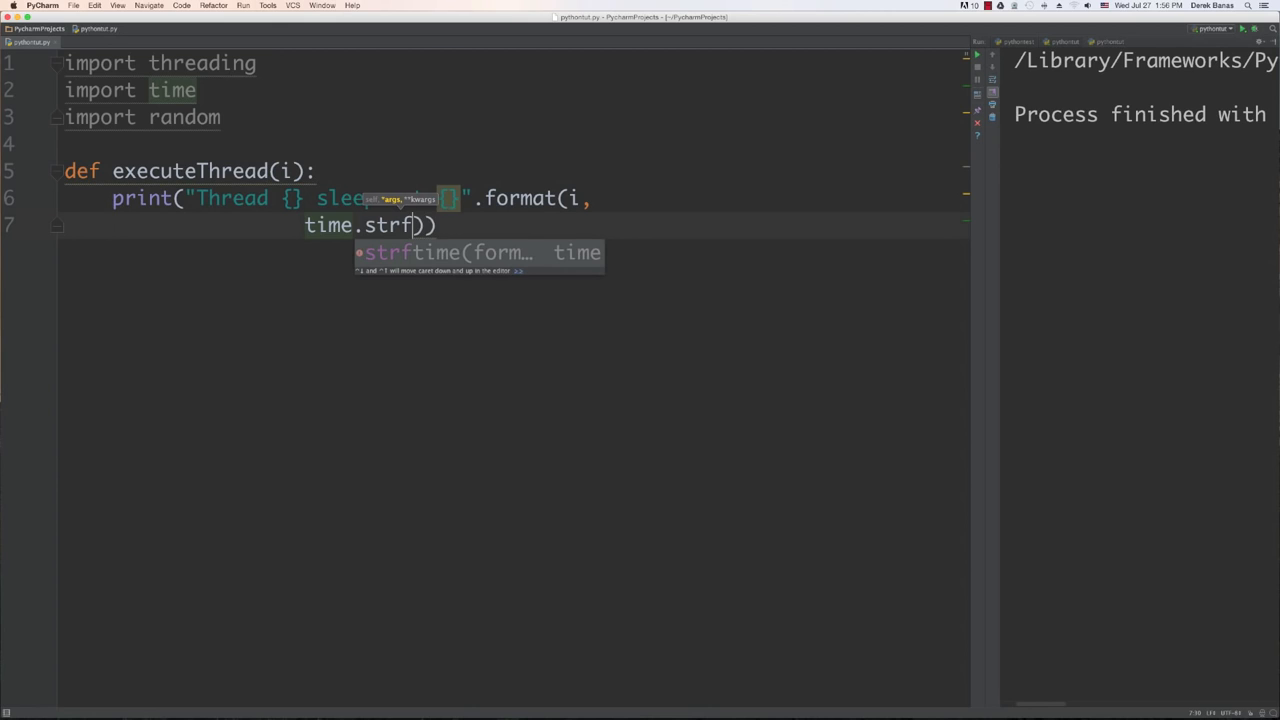 PyCharm File Edit View Navigate Code Refactor Run Tools VCS Window Help 10 Wed Jul 27 1:56 PM Derek Banas
pythontut.py - PycharmProjects - [~/PycharmProjects]
PycharmProjects pythontut.py pythontut
pythontut.py Run: pythontest pythontut pythontut
1 import threading
2 import time
3 import random
4
5 def executeThread(i):
6 print("Thread {} slee {}".format(i,
self, *args, **kwargs
7 time.strf))
strftime(form… time
^↓ and ^↑ will move caret down and up in the editor >>
/Library/Frameworks/Py
Process finished with
7:30 LF‡ UTF-8‡